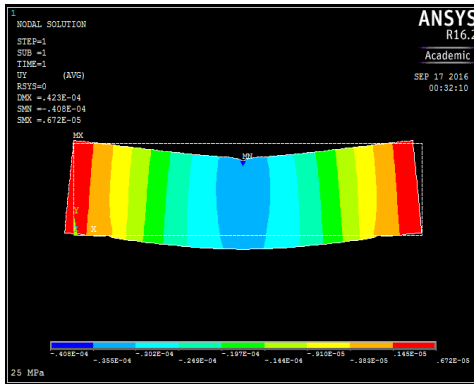 1
NODAL SOLUTION
STEP=1
SUB =1
TIME=1
UY (AVG)
RSYS=0
DMX =.423E-04
SMN =-.408E-04
SMX =.672E-05
ANSYS
R16.2
Academic
SEP 17 2016
00:32:10
MX
MN
Y
X
-.408E-04 -.302E-04 -.197E-04 -.910E-05 .145E-05
-.355E-04 -.249E-04 -.144E-04 -.383E-05 .672E-05
25 MPa